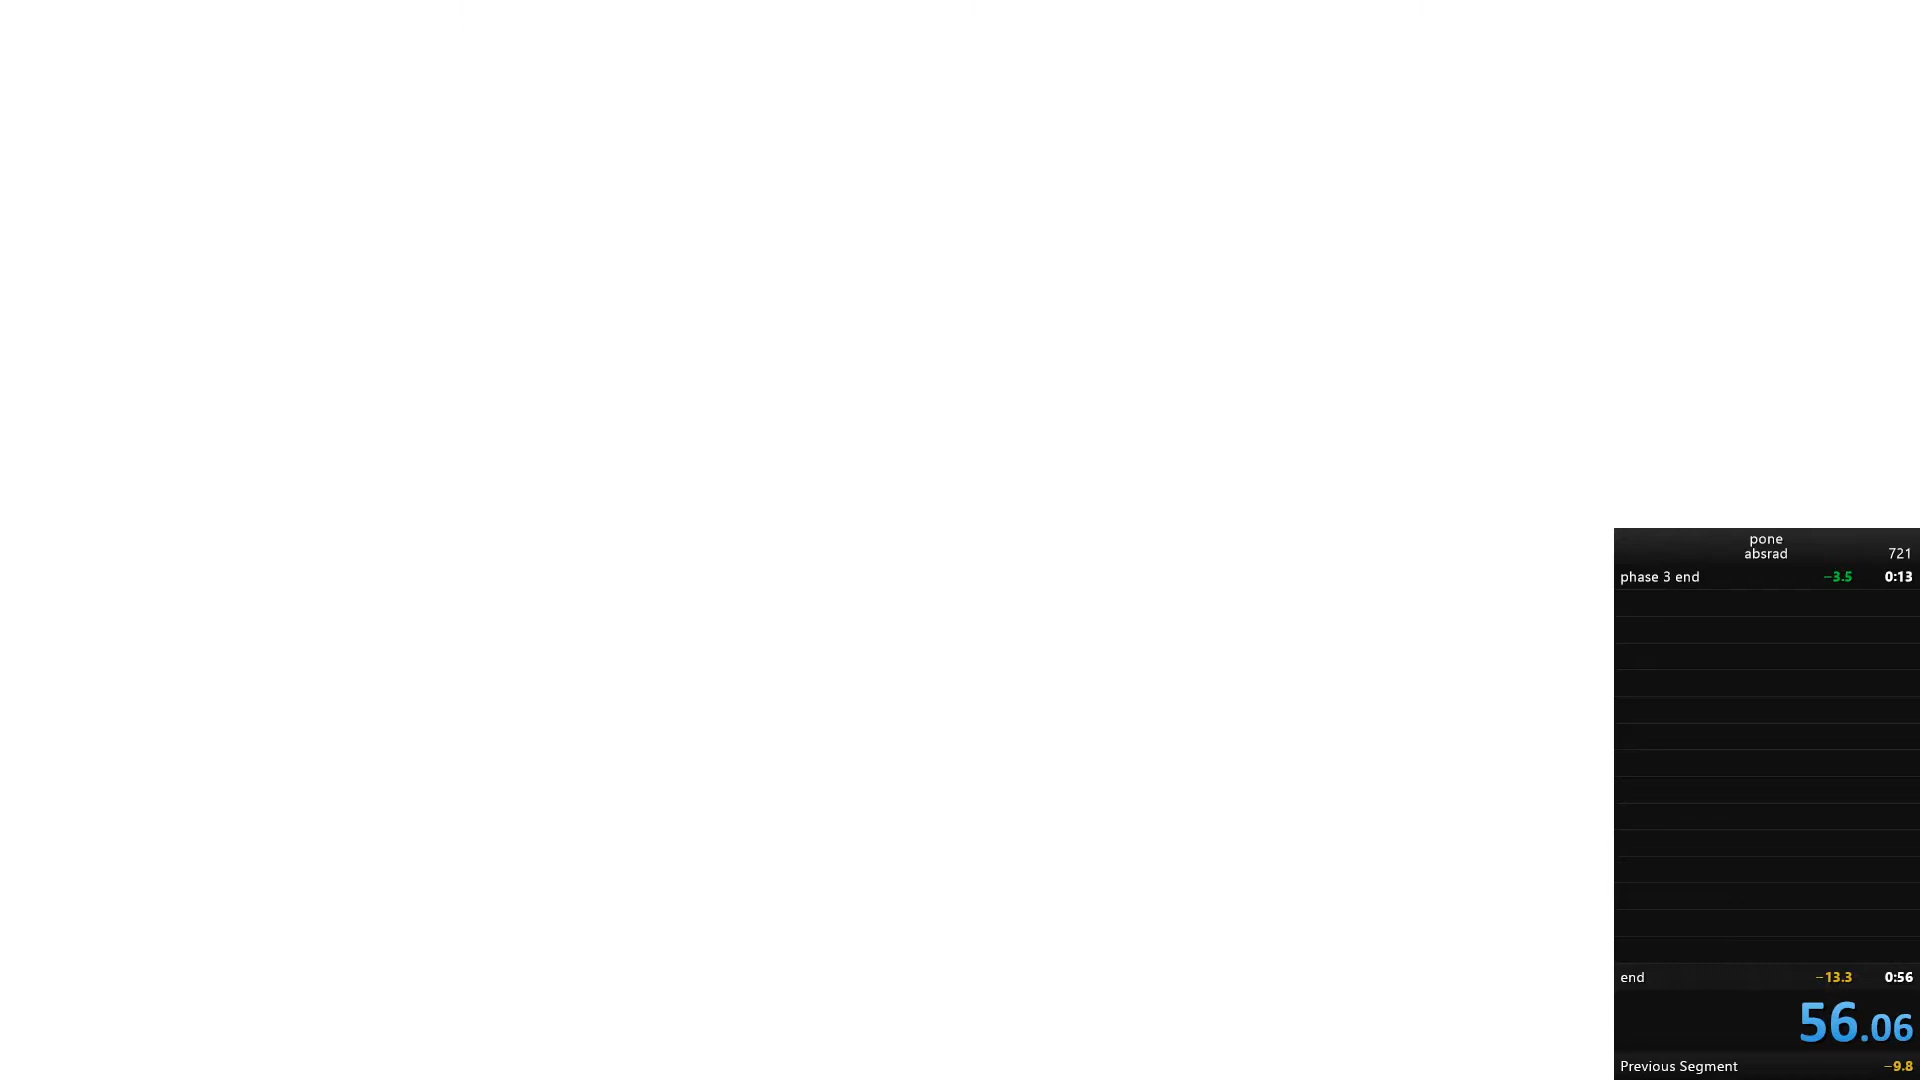 pone
absrad 721
phase 3 end −3.5 0:13
end −13.3 0:56
56.06
Previous Segment −9.8